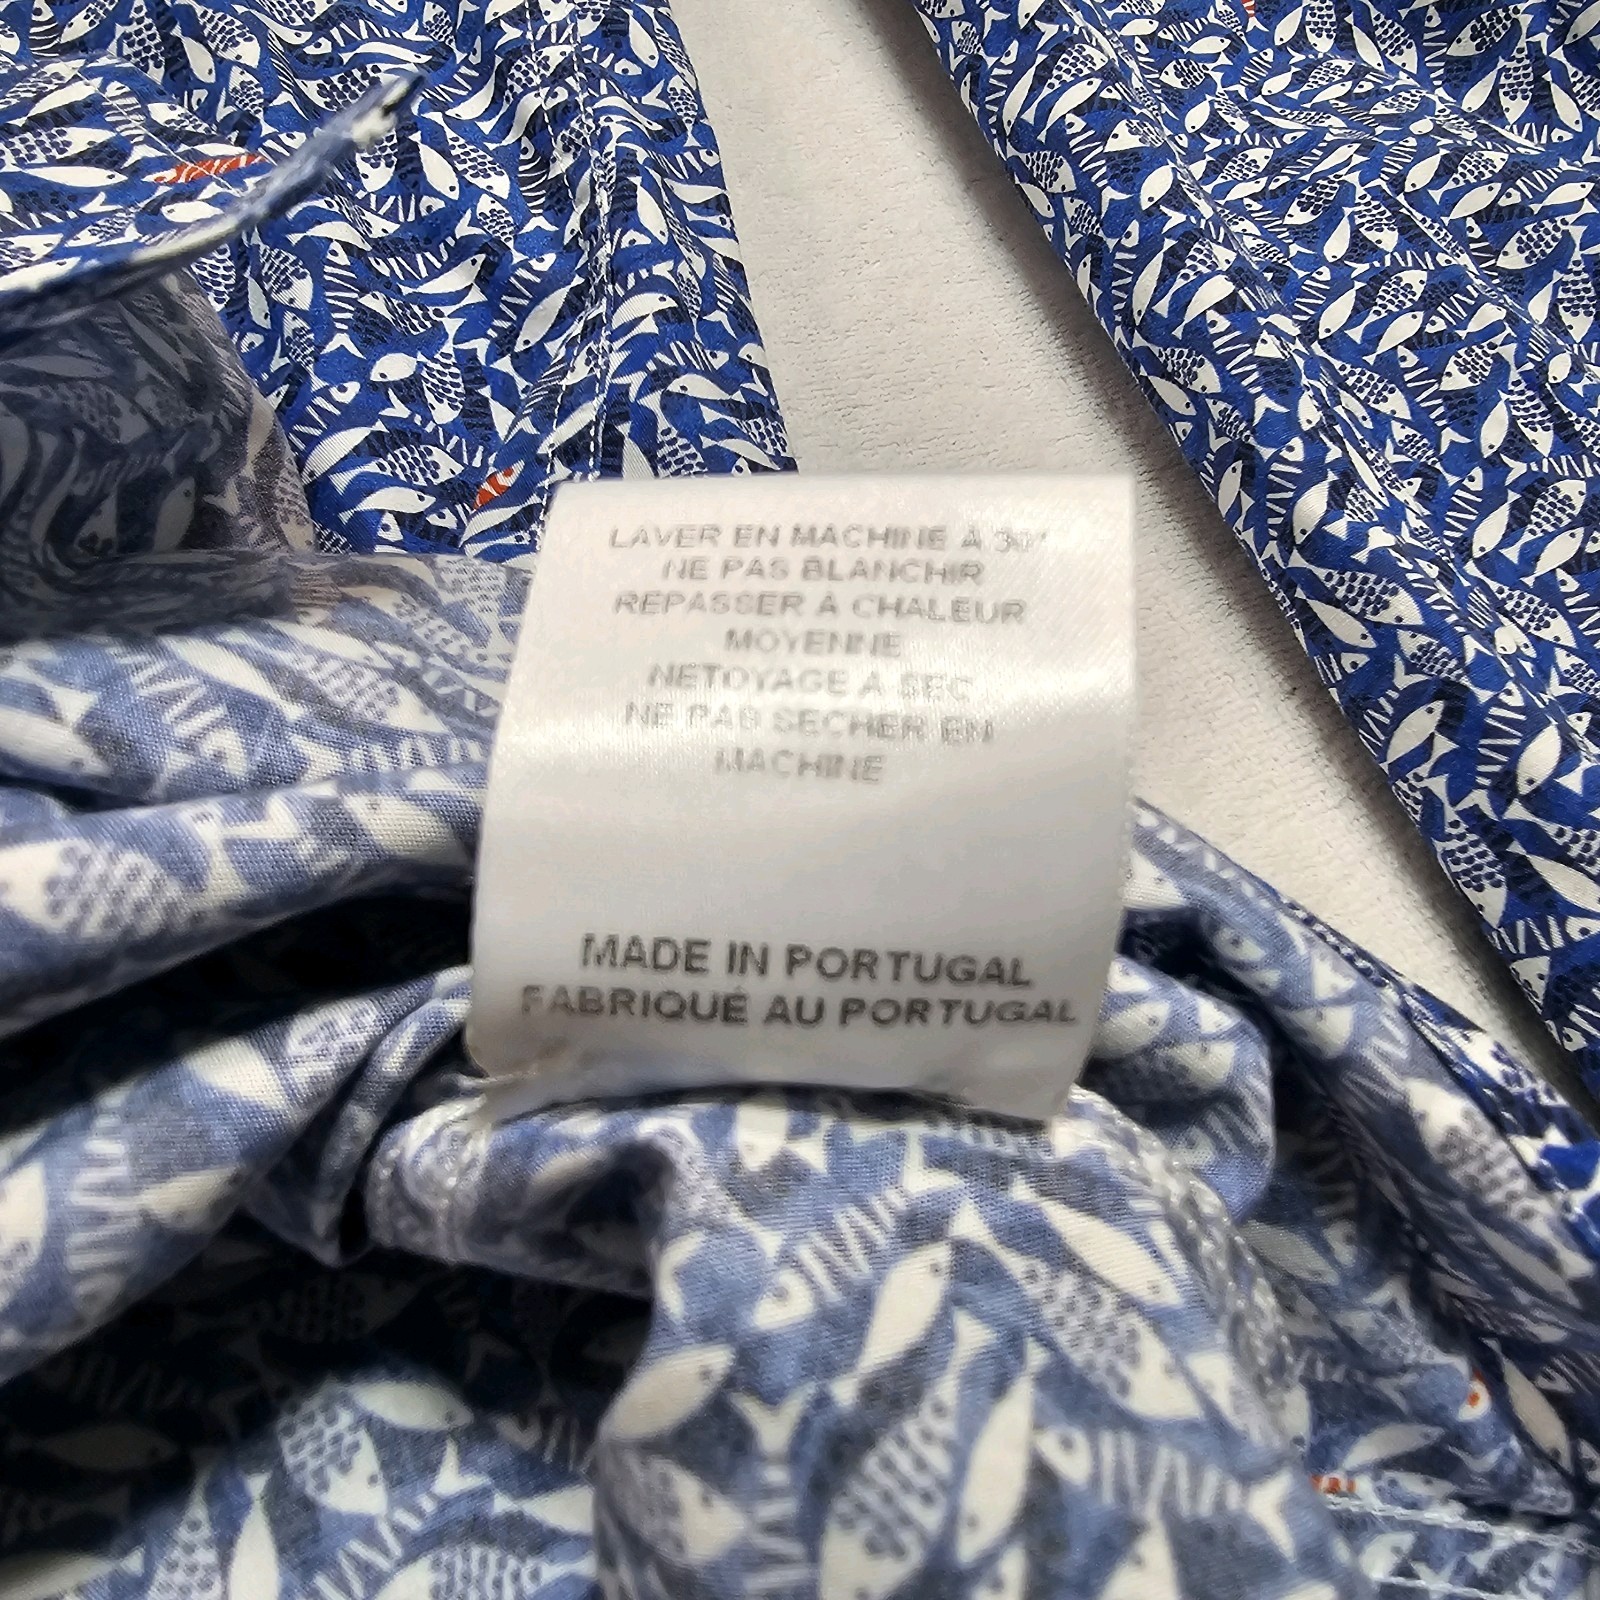 LAVER EN MACHINE À 30°
NE PAS BLANCHIR
REPASSER À CHALEUR
MOYENNE
NETOYAGE A SEC
NE PAS SECHER EN
MACHINE
MADE IN PORTUGAL
FABRIQUÉ AU PORTUGAL